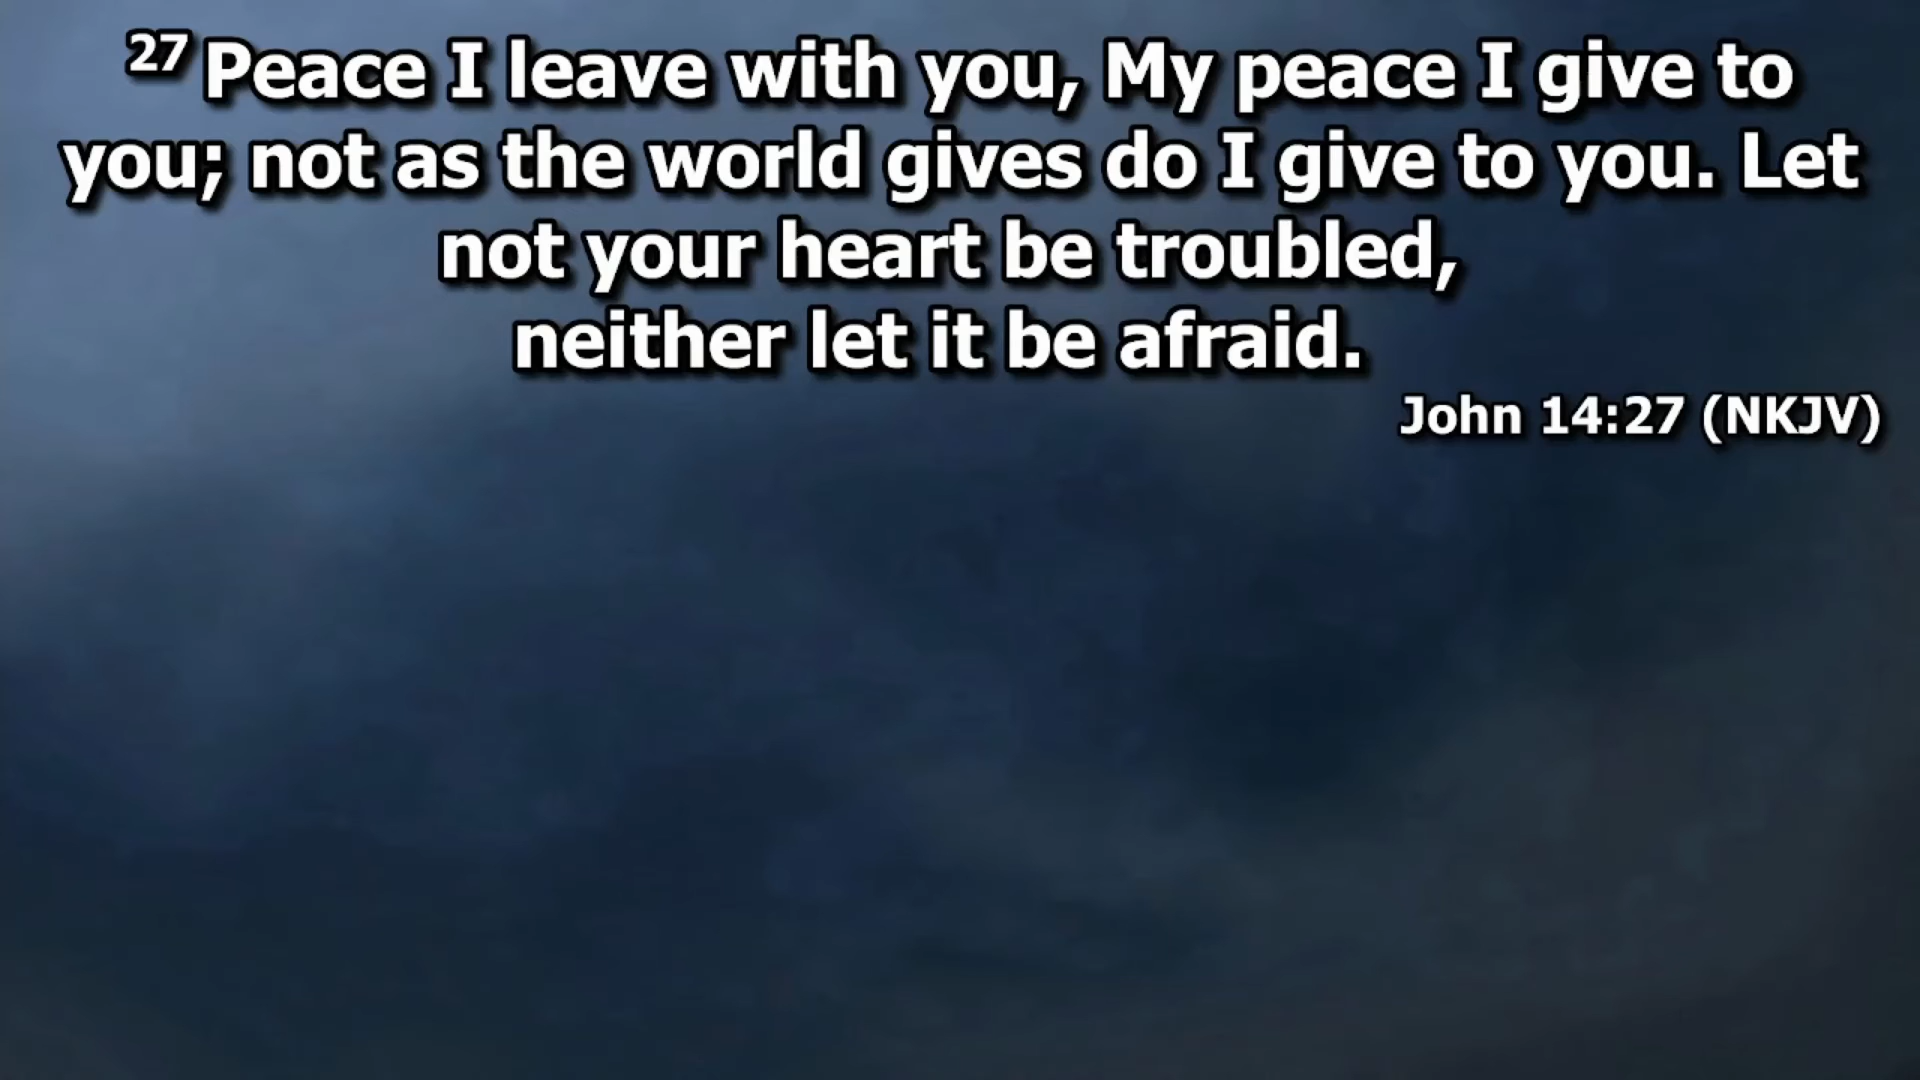 27 Peace I leave with you, My peace I give to
you; not as the world gives do I give to you. Let
not your heart be troubled,
neither let it be afraid.
John 14:27 (NKJV)